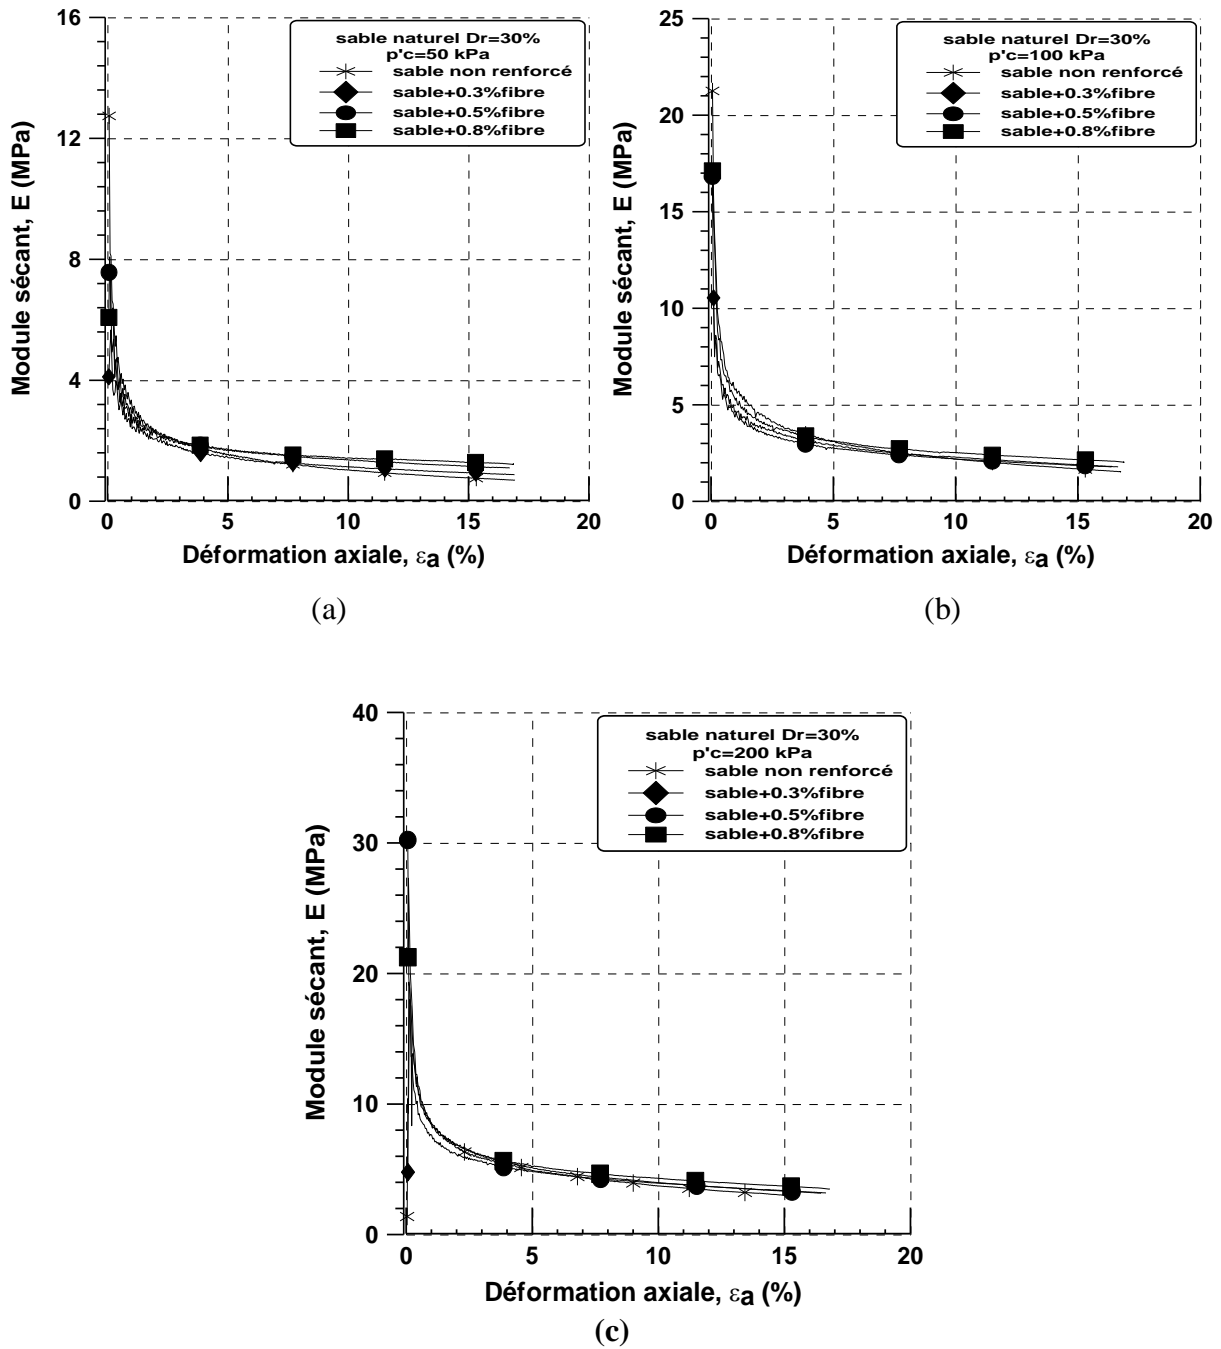 sable naturel Dr=30%
p'c=50 kPa
sable non renforcé
sable+0.3%fibre
sable+0.5%fibre
sable+0.8%fibre
16
12
8
4
0
0 5 10 15 20
Module sécant, E (MPa)
Déformation axiale, εa (%)
(a)
sable naturel Dr=30%
p'c=100 kPa
sable non renforcé
sable+0.3%fibre
sable+0.5%fibre
sable+0.8%fibre
25
20
15
10
5
0
0 5 10 15 20
Module sécant, E (MPa)
Déformation axiale, εa (%)
(b)
sable naturel Dr=30%
p'c=200 kPa
sable non renforcé
sable+0.3%fibre
sable+0.5%fibre
sable+0.8%fibre
40
30
20
10
0
0 5 10 15 20
Module sécant, E (MPa)
Déformation axiale, εa (%)
(c)